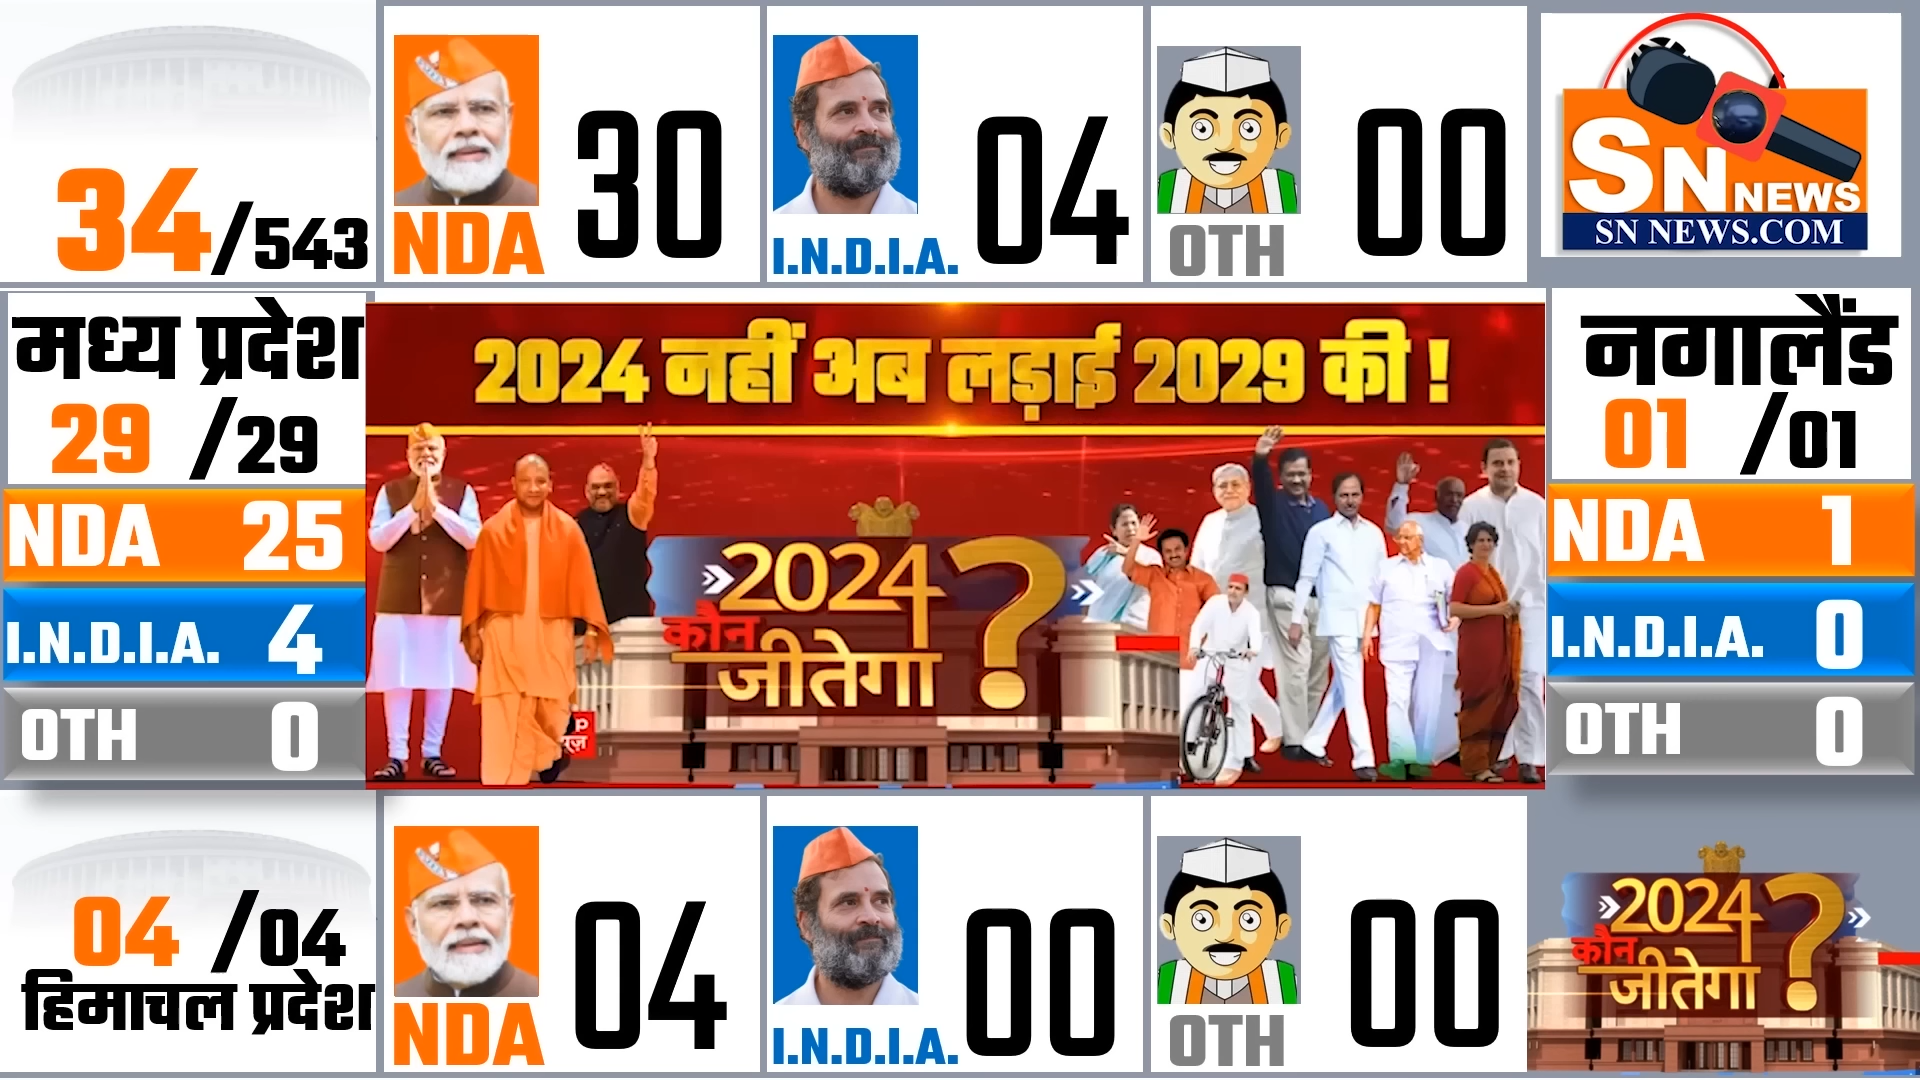 34/543
NDA 30
I.N.D.I.A. 04
OTH 00
SN NEWS
SN NEWS.COM
मध्य प्रदेश
29 /29
NDA 25
I.N.D.I.A. 4
OTH 0
2024 नहीं अब लड़ाई 2029 की !
2024
कौन
जीतेगा ?
नगालैंड
01 /01
NDA 1
I.N.D.I.A. 0
OTH 0
04 /04
हिमाचल प्रदेश
NDA 04
I.N.D.I.A. 00
OTH 00
2024
कौन
जीतेगा ?